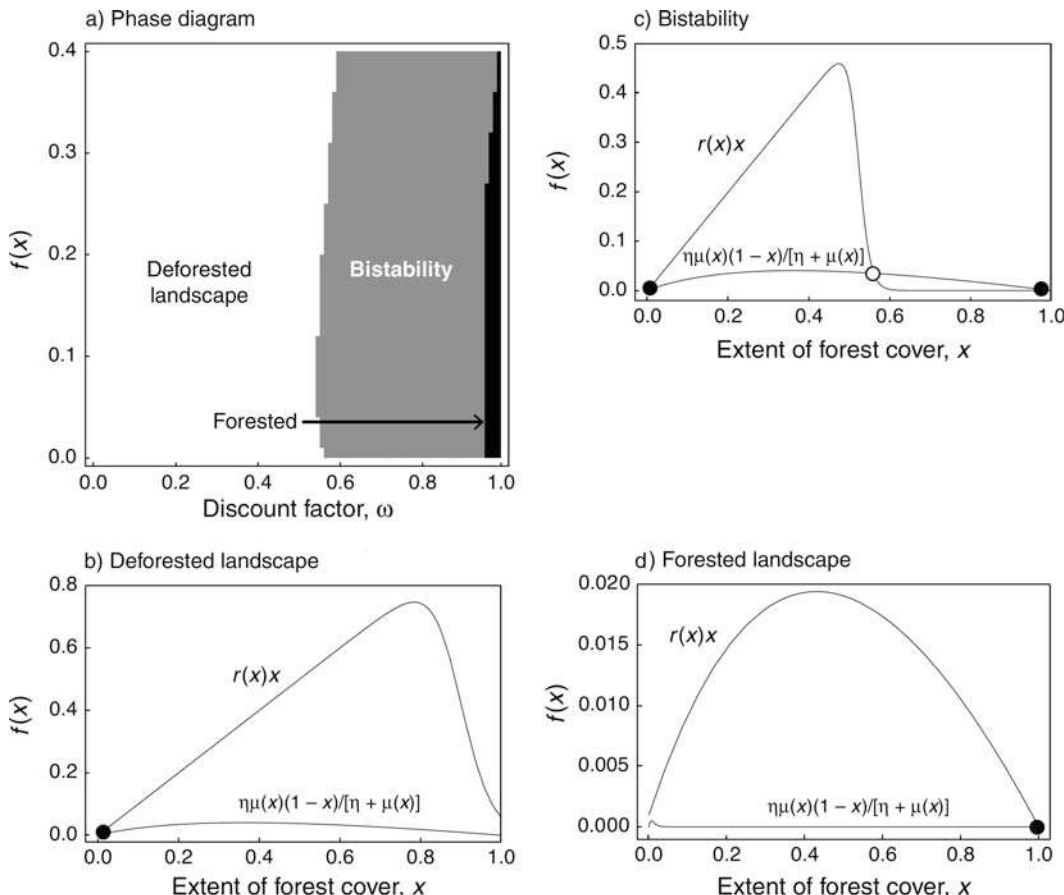 a) Phase diagram
0.4
0.3
0.2
0.1
0.0
f(x)
Deforested
landscape
Bistability
Forested
0.0 0.2 0.4 0.6 0.8 1.0
Discount factor, ω
c) Bistability
0.5
0.4
0.3
0.2
0.1
0.0
f(x)
r(x)x
ημ(x)(1 − x)/[η + μ(x)]
0.0 0.2 0.4 0.6 0.8 1.0
Extent of forest cover, x
b) Deforested landscape
0.8
0.6
0.4
0.2
0.0
f(x)
r(x)x
ημ(x)(1 − x)/[η + μ(x)]
0.0 0.2 0.4 0.6 0.8 1.0
Extent of forest cover, x
d) Forested landscape
0.020
0.015
0.010
0.005
0.000
f(x)
r(x)x
ημ(x)(1 − x)/[η + μ(x)]
0.0 0.2 0.4 0.6 0.8 1.0
Extent of forest cover, x